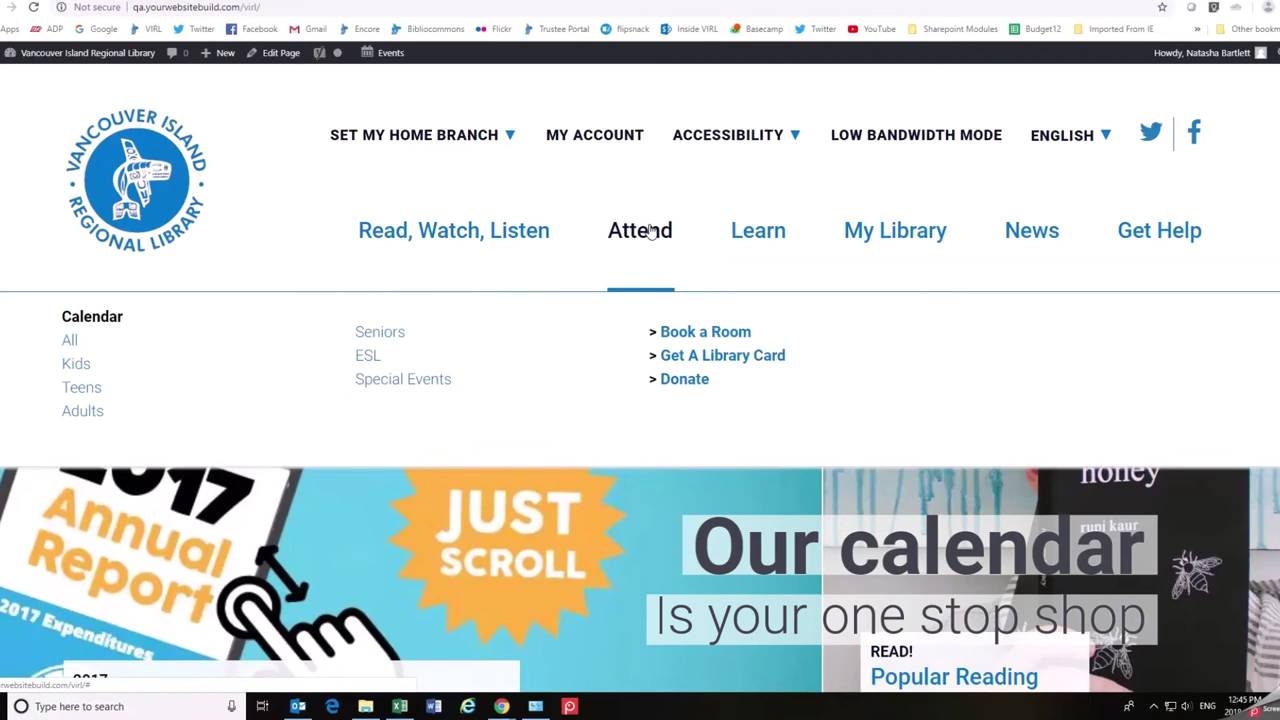 Not secure qa.yourwebsitebuild.com/virl/
Apps ADP Google VIRL Twitter Facebook Gmail Encore Bibliocommons Flickr Trustee Portal flipsnack Inside VIRL Basecamp Twitter YouTube Sharepoint Modules Budget12 Imported From IE » Other bookm
Vancouver Island Regional Library 0 + New Edit Page Events Howdy, Natasha Bartlett
VANCOUVER ISLAND
REGIONAL LIBRARY
SET MY HOME BRANCH ▼ MY ACCOUNT ACCESSIBILITY ▼ LOW BANDWIDTH MODE ENGLISH ▼
Read, Watch, Listen Attend Learn My Library News Get Help
Calendar
All
Kids
Teens
Adults
Seniors
ESL
Special Events
> Book a Room
> Get A Library Card
> Donate
2017
Annual
Report
2017 Expenditures
JUST
SCROLL
honey
rupi kaur
Our calendar
Is your one stop shop
READ!
Popular Reading
2017
rwebsitebuild.com/virl/#
Type here to search
ENG
12:45 PM